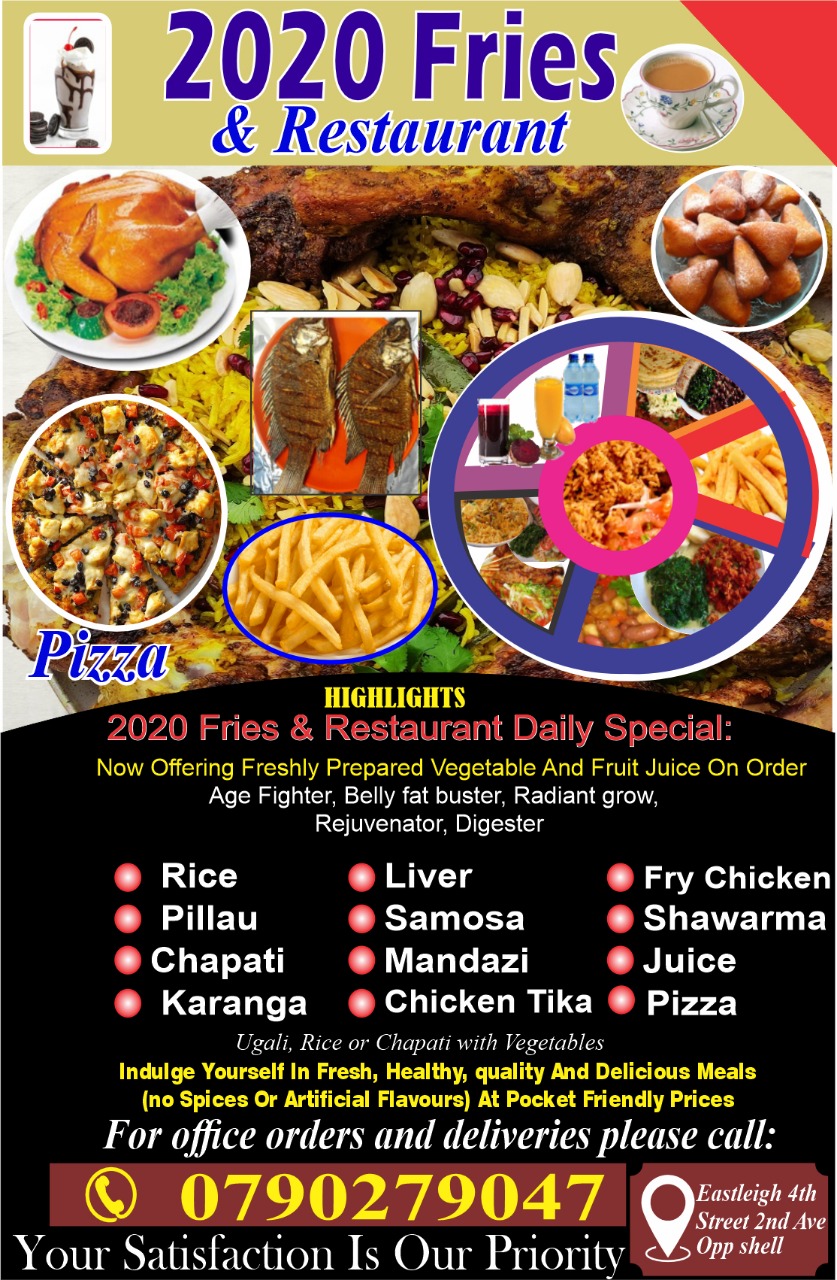 2020 Fries
& Restaurant
Pizza
HIGHLIGHTS
2020 Fries & Restaurant Daily Special:
Now Offering Freshly Prepared Vegetable And Fruit Juice On Order
Age Fighter, Belly fat buster, Radiant grow,
Rejuvenator, Digester
Rice
Pillau
Chapati
Karanga
Liver
Samosa
Mandazi
Chicken Tika
Fry Chicken
Shawarma
Juice
Pizza
Ugali, Rice or Chapati with Vegetables
Indulge Yourself In Fresh, Healthy, quality And Delicious Meals
(no Spices Or Artificial Flavours) At Pocket Friendly Prices
For office orders and deliveries please call:
0790279047
Eastleigh 4th
Street 2nd Ave
Opp shell
Your Satisfaction Is Our Priority